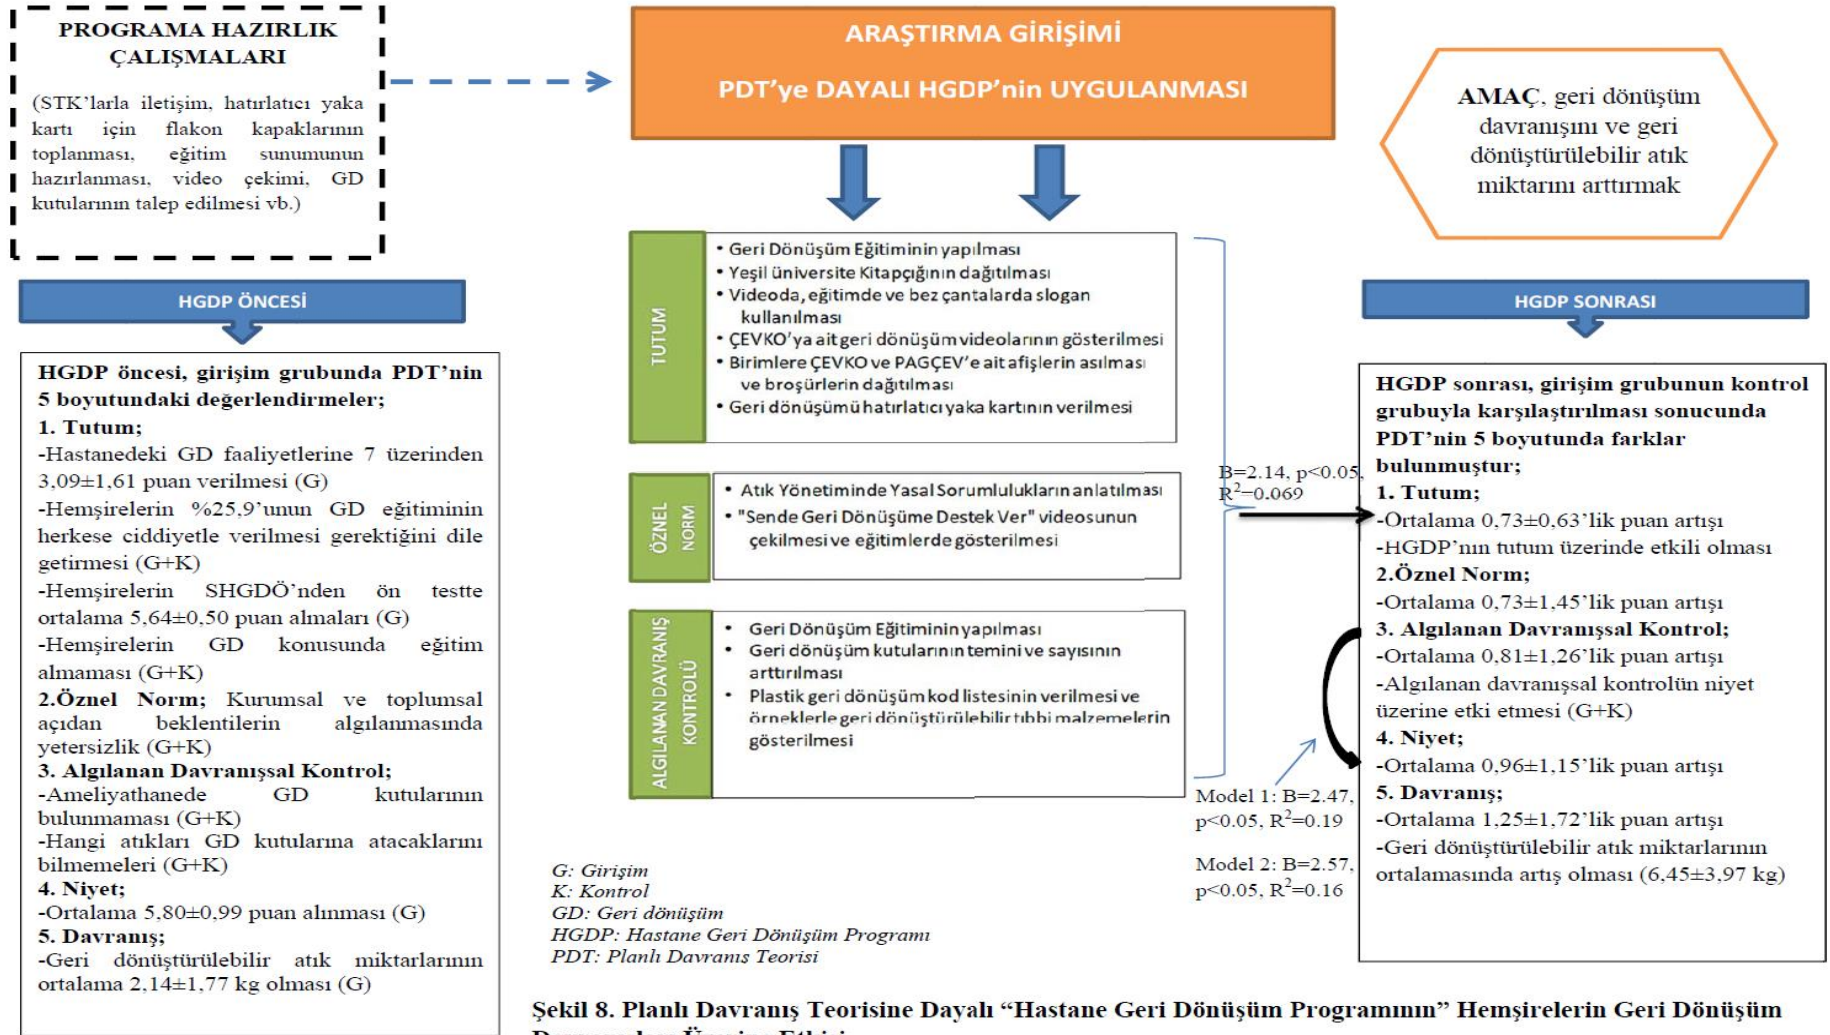 PROGRAMA HAZIRLIK
ÇALIŞMALARI
(STK’larla iletişim, hatırlatıcı yaka
kartı için flakon kapaklarının
toplanması, eğitim sunumunun
hazırlanması, video çekimi, GD
kutularının talep edilmesi vb.)
ARAŞTIRMA GİRİŞİMİ
PDT’ye DAYALI HGDP’nin UYGULANMASI
AMAÇ, geri dönüşüm
davranışını ve geri
dönüştürülebilir atık
miktarını arttırmak
HGDP ÖNCESİ
HGDP öncesi, girişim grubunda PDT’nin
5 boyutundaki değerlendirmeler;
1. Tutum;
-Hastanedeki GD faaliyetlerine 7 üzerinden
3,09±1,61 puan verilmesi (G)
-Hemşirelerin %25,9’unun GD eğitiminin
herkese ciddiyetle verilmesi gerektiğini dile
getirmesi (G+K)
-Hemşirelerin SHGDÖ’nden ön testte
ortalama 5,64±0,50 puan almaları (G)
-Hemşirelerin GD konusunda eğitim
almaması (G+K)
2.Öznel Norm; Kurumsal ve toplumsal
açıdan beklentilerin algılanmasında
yetersizlik (G+K)
3. Algılanan Davranışsal Kontrol;
-Ameliyathanede GD kutularının
bulunmaması (G+K)
-Hangi atıkları GD kutularına atacaklarını
bilmemeleri (G+K)
4. Niyet;
-Ortalama 5,80±0,99 puan alınması (G)
5. Davranış;
-Geri dönüştürülebilir atık miktarlarının
ortalama 2,14±1,77 kg olması (G)
TUTUM
• Geri Dönüşüm Eğitiminin yapılması
• Yeşil üniversite Kitapçığının dağıtılması
• Videoda, eğitimde ve bez çantalarda slogan
kullanılması
• ÇEVKO’ya ait geri dönüşüm videolarının gösterilmesi
• Birimlere ÇEVKO ve PAGÇEV’e ait afişlerin asılması
ve broşürlerin dağıtılması
• Geri dönüşümü hatırlatıcı yaka kartının verilmesi
ÖZNEL
NORM
• Atık Yönetiminde Yasal Sorumlulukların anlatılması
• "Sende Geri Dönüşüme Destek Ver" videosunun
çekilmesi ve eğitimlerde gösterilmesi
ALGILANAN DAVRANIŞ
KONTROLÜ
• Geri Dönüşüm Eğitiminin yapılması
• Geri dönüşüm kutularının temini ve sayısının
arttırılması
• Plastik geri dönüşüm kod listesinin verilmesi ve
örneklerle geri dönüştürülebilir tıbbi malzemelerin
gösterilmesi
B=2.14, p<0.05,
R²=0.069
Model 1: B=2.47,
p<0.05, R²=0.19
Model 2: B=2.57,
p<0.05, R²=0.16
HGDP SONRASI
HGDP sonrası, girişim grubunun kontrol
grubuyla karşılaştırılması sonucunda
PDT’nin 5 boyutunda farklar
bulunmuştur;
1. Tutum;
-Ortalama 0,73±0,63’lik puan artışı
-HGDP’nın tutum üzerinde etkili olması
2.Öznel Norm;
-Ortalama 0,73±1,45’lik puan artışı
3. Algılanan Davranışsal Kontrol;
-Ortalama 0,81±1,26’lik puan artışı
-Algılanan davranışsal kontrolün niyet
üzerine etki etmesi (G+K)
4. Niyet;
-Ortalama 0,96±1,15’lik puan artışı
5. Davranış;
-Ortalama 1,25±1,72’lik puan artışı
-Geri dönüştürülebilir atık miktarlarının
ortalamasında artış olması (6,45±3,97 kg)
G: Girişim
K: Kontrol
GD: Geri dönüşüm
HGDP: Hastane Geri Dönüşüm Programı
PDT: Planlı Davranış Teorisi
Şekil 8. Planlı Davranış Teorisine Dayalı “Hastane Geri Dönüşüm Programının” Hemşirelerin Geri Dönüşüm